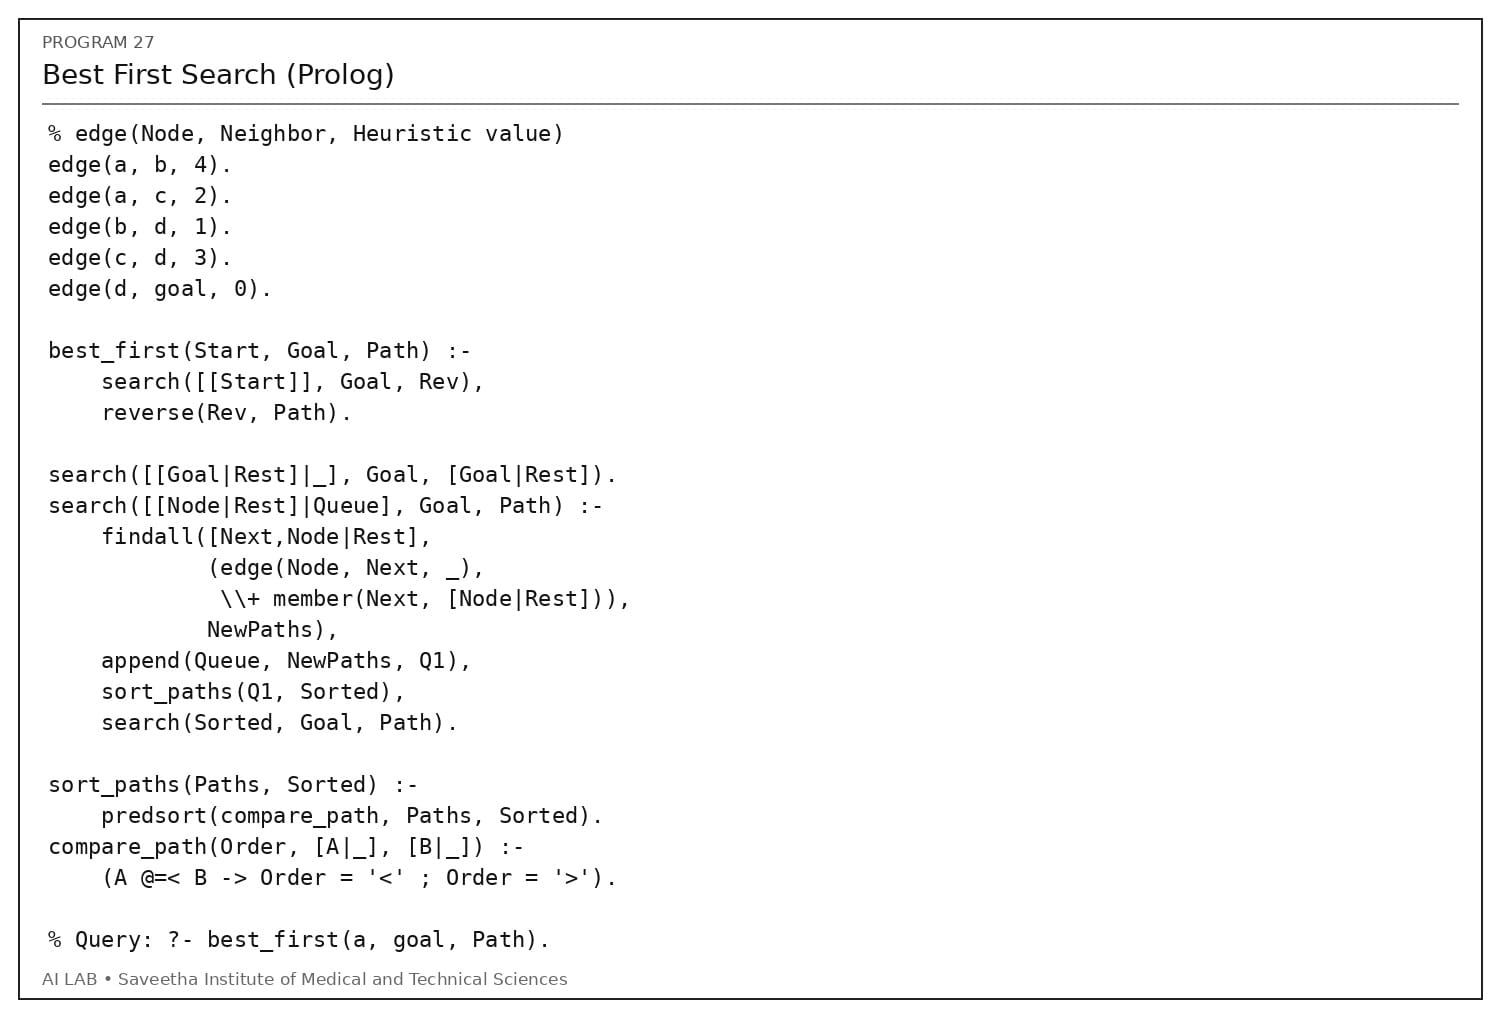 PROGRAM 27
Best First Search (Prolog)
% edge(Node, Neighbor, Heuristic value)
edge(a, b, 4).
edge(a, c, 2).
edge(b, d, 1).
edge(c, d, 3).
edge(d, goal, 0).

best_first(Start, Goal, Path) :-
    search([[Start]], Goal, Rev),
    reverse(Rev, Path).

search([[Goal|Rest]|_], Goal, [Goal|Rest]).
search([[Node|Rest]|Queue], Goal, Path) :-
    findall([Next,Node|Rest],
            (edge(Node, Next, _),
             \\+ member(Next, [Node|Rest])),
            NewPaths),
    append(Queue, NewPaths, Q1),
    sort_paths(Q1, Sorted),
    search(Sorted, Goal, Path).

sort_paths(Paths, Sorted) :-
    predsort(compare_path, Paths, Sorted).
compare_path(Order, [A|_], [B|_]) :-
    (A @=< B -> Order = '<' ; Order = '>').

% Query: ?- best_first(a, goal, Path).
AI LAB • Saveetha Institute of Medical and Technical Sciences